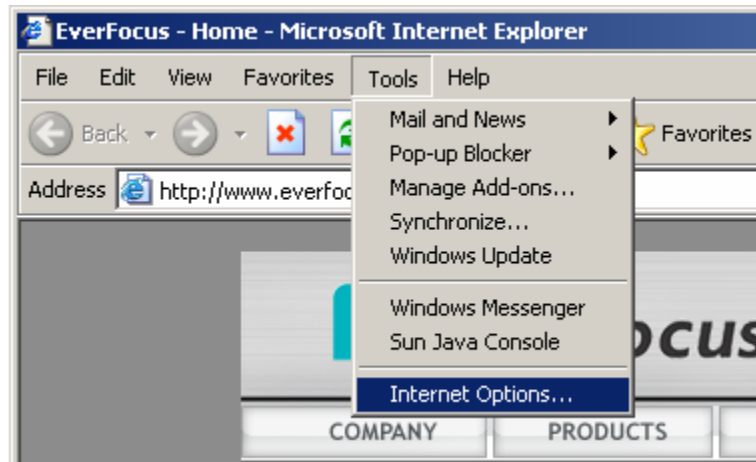 EverFocus - Home - Microsoft Internet Explorer
File Edit View Favorites Tools Help
Back Favorites
Mail and News
Pop-up Blocker
Address http://www.everfoc
Manage Add-ons...
Synchronize...
Windows Update
Windows Messenger
Sun Java Console
ocus
Internet Options...
COMPANY PRODUCTS